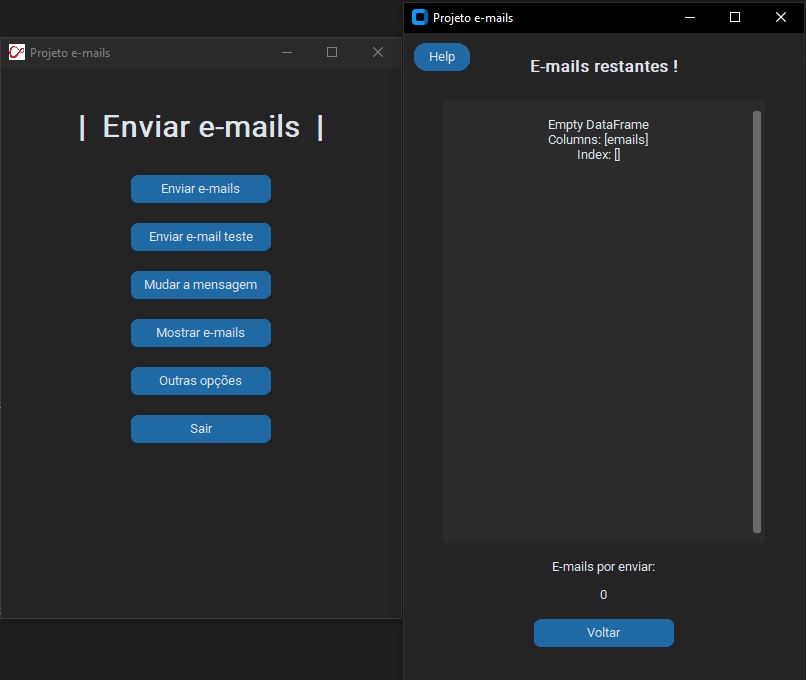 Projeto e-mails
| Enviar e-mails |
Enviar e-mails
Enviar e-mail teste
Mudar a mensagem
Mostrar e-mails
Outras opções
Sair
Projeto e-mails
Help
E-mails restantes !
Empty DataFrame
Columns: [emails]
Index: []
E-mails por enviar:
0
Voltar